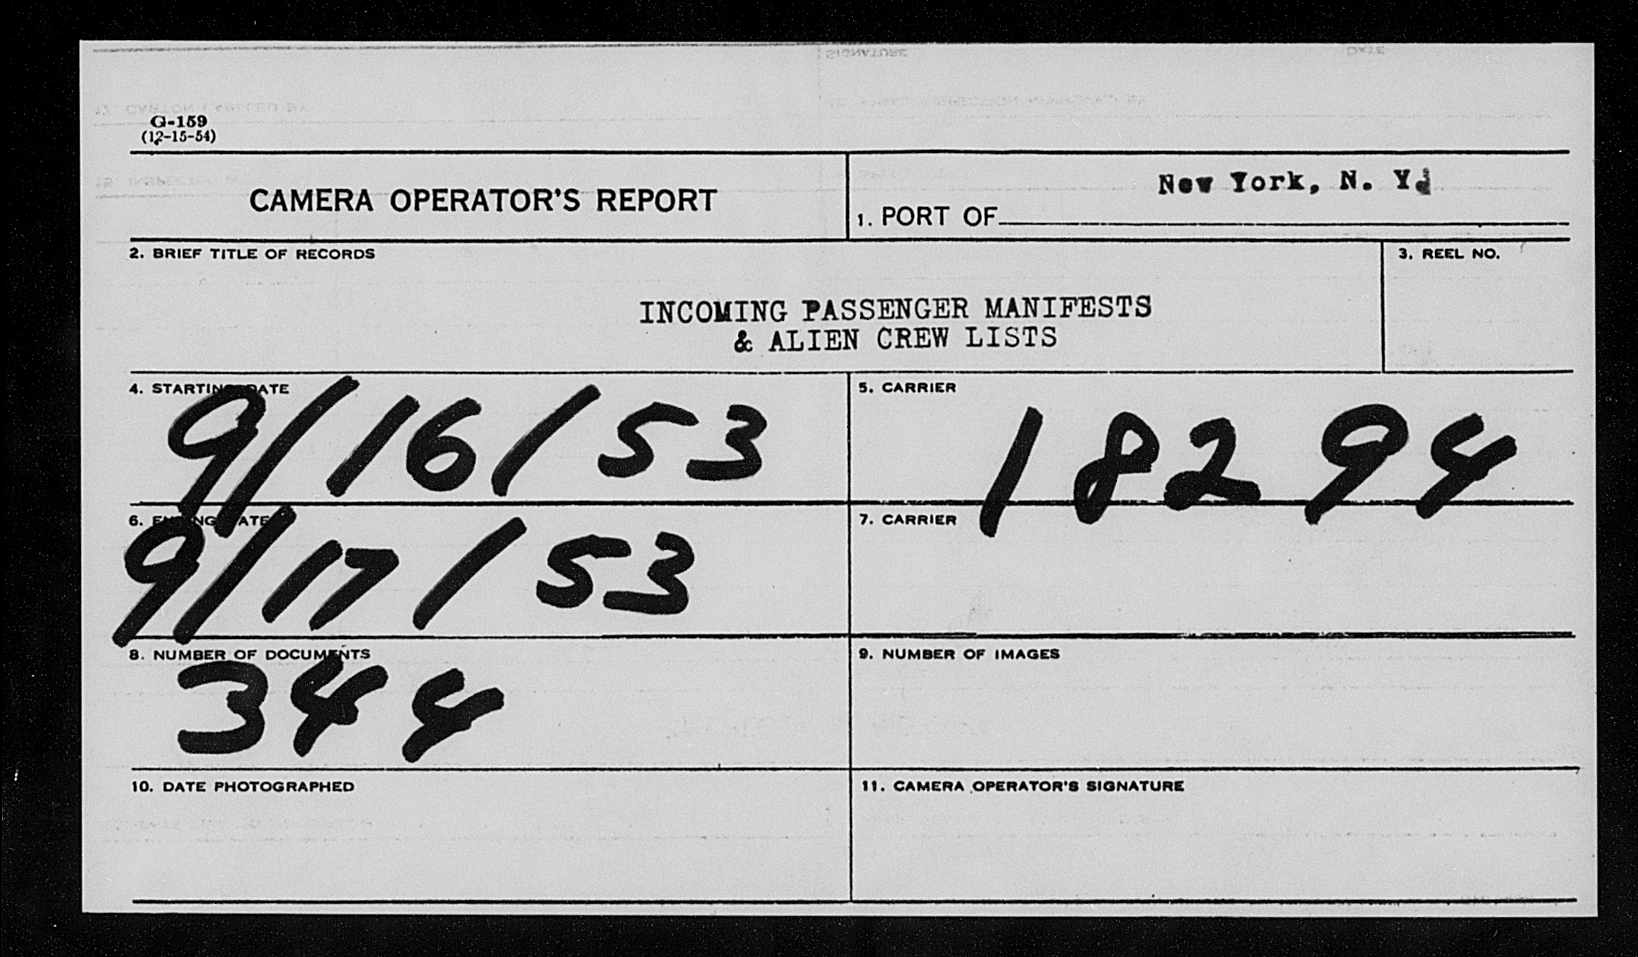 G-159
(12-15-54)
CAMERA OPERATOR'S REPORT
1. PORT OF New York, N. Y.
2. BRIEF TITLE OF RECORDS
INCOMING PASSENGER MANIFESTS
& ALIEN CREW LISTS
3. REEL NO.
4. STARTING DATE
9/16/53
5. CARRIER
18294
6. ENDING DATE
9/17/53
7. CARRIER
8. NUMBER OF DOCUMENTS
344
9. NUMBER OF IMAGES
10. DATE PHOTOGRAPHED
11. CAMERA OPERATOR'S SIGNATURE